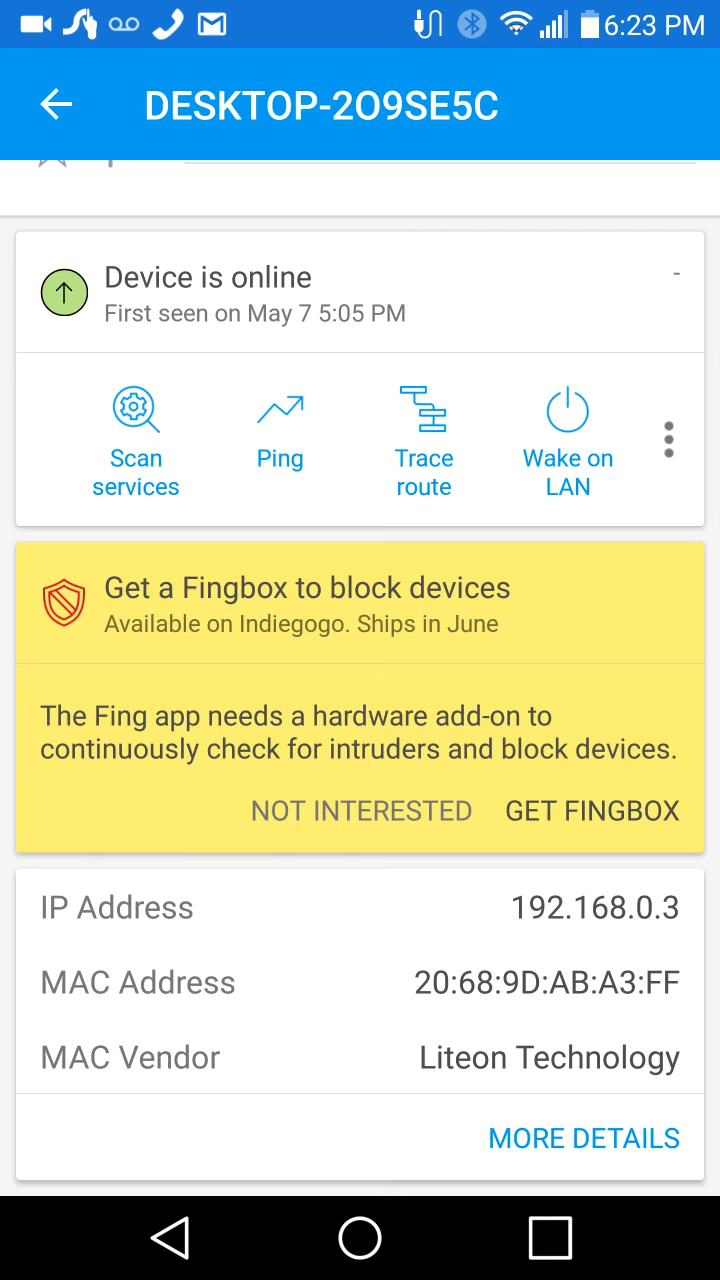 6:23 PM
DESKTOP-2O9SE5C
Device is online
-
First seen on May 7 5:05 PM
Scan services
Ping
Trace route
Wake on LAN
Get a Fingbox to block devices
Available on Indiegogo. Ships in June
The Fing app needs a hardware add-on to
continuously check for intruders and block devices.
NOT INTERESTED GET FINGBOX
IP Address 192.168.0.3
MAC Address 20:68:9D:AB:A3:FF
MAC Vendor Liteon Technology
MORE DETAILS